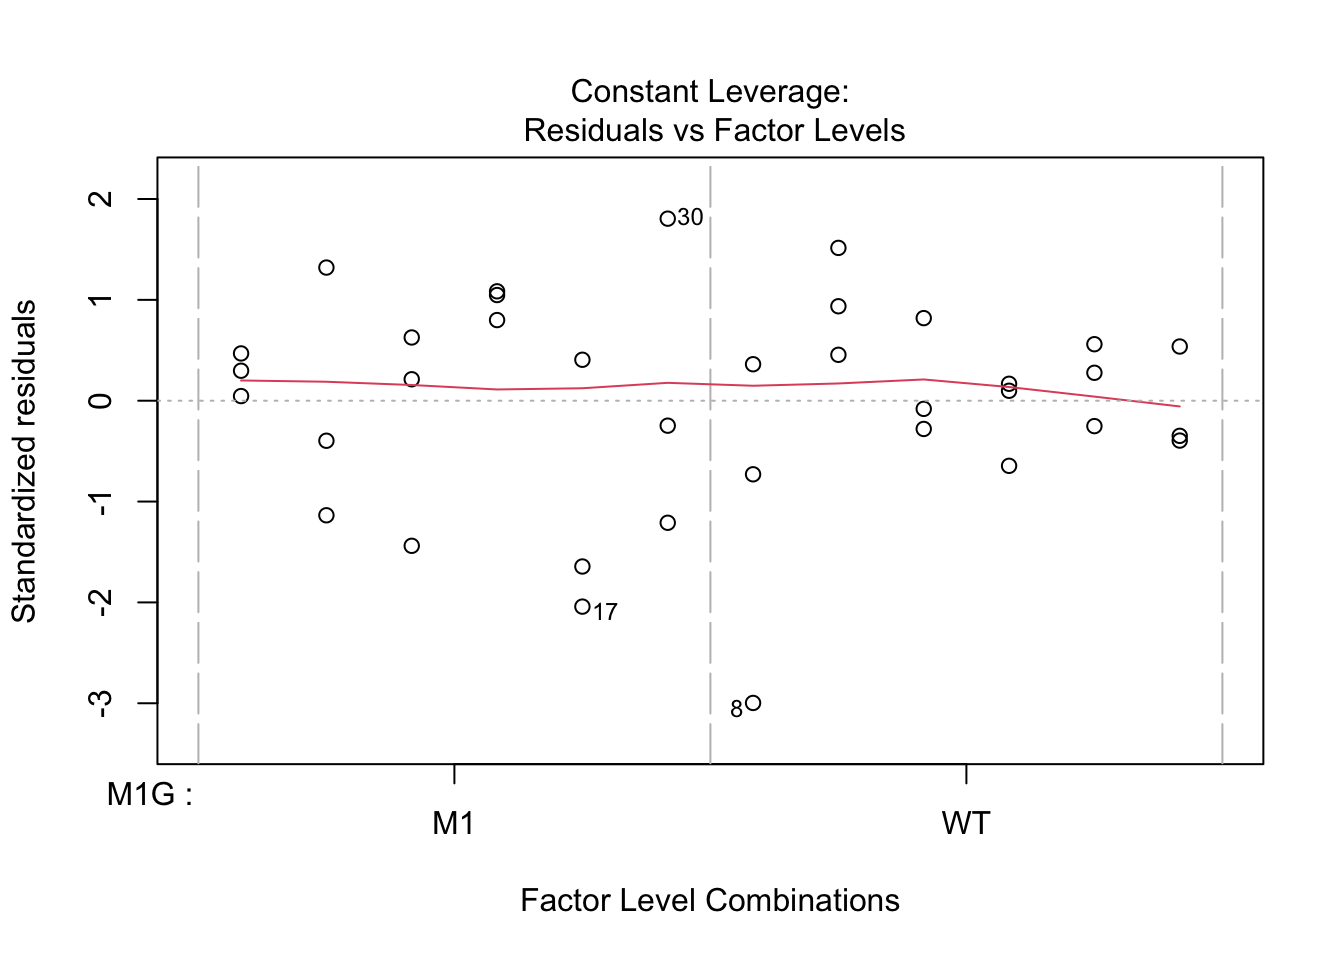 Constant Leverage:
Residuals vs Factor Levels
Standardized residuals
2
1
0
-1
-2
-3
30
17
8
M1G :
M1
WT
Factor Level Combinations